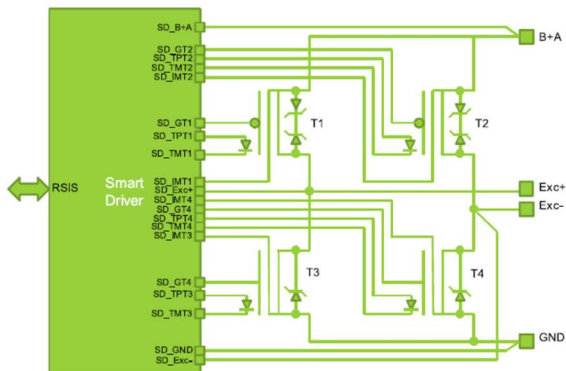 SD_B+A
B+A
SD_GT2
SD_TPT2
SD_TMT2
SD_IMT2
SD_GT1
T1
T2
SD_TPT1
SD_TMT1
SD_IMT1
RSIS
Smart
Driver
SD_Exc+
Exc+
SD_IMT4
Exc-
SD_GT4
SD_TPT4
SD_TMT4
SD_IMT3
T3
T4
SD_GT4
SD_TPT3
SD_TMT3
GND
SD_GND
SD_Exc-